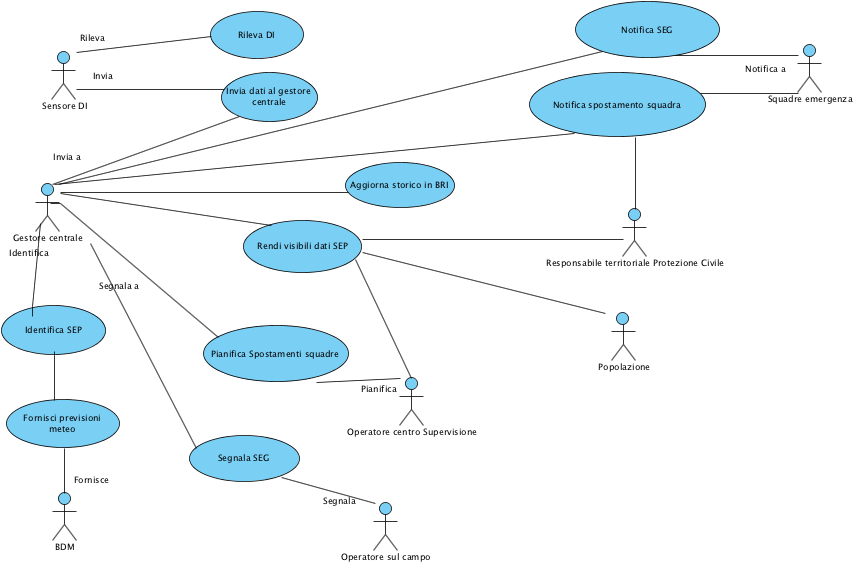 Notifica SEG
Rileva
Rileva DI
Notifica a
Invia
Invia dati al gestore
centrale
Squadre emergenza
Sensore DI
Notifica spostamento squadra
Invia a
Aggiorna storico in BRI
Gestore centrale
Rendi visibili dati SEP
Identifica
Responsabile territoriale Protezione Civile
Segnala a
Identifica SEP
Pianifica Spostamenti squadre
Popolazione
Pianifica
Fornisci previsioni
meteo
Operatore centro Supervisione
Segnala SEG
Fornisce
Segnala
BDM
Operatore sul campo